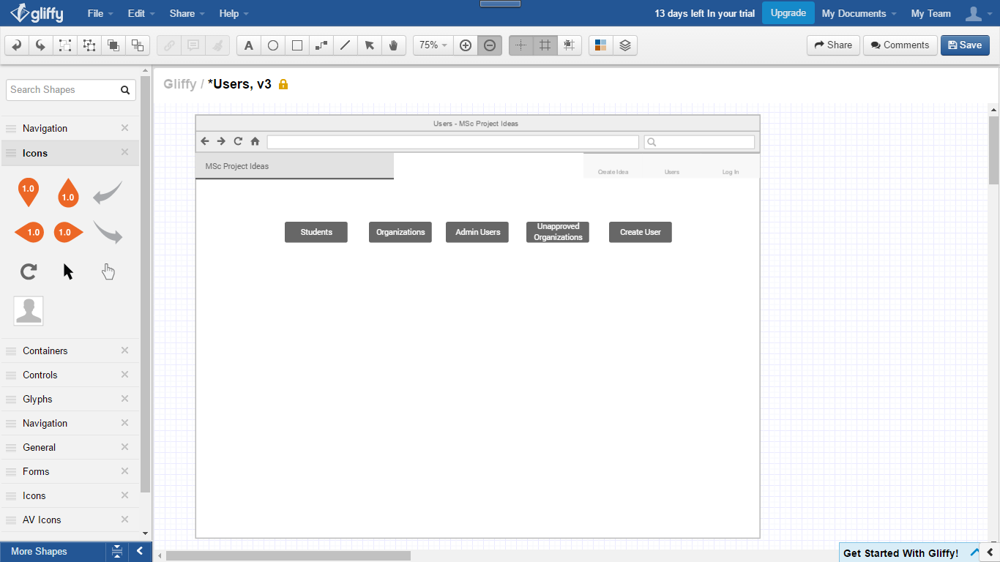 gliffy File Edit Share Help 13 days left In your trial Upgrade My Documents My Team
A 75% Share Comments Save
Search Shapes
Gliffy / *Users, v3
Navigation
Icons
1.0
1.0
1.0 1.0
Containers
Controls
Glyphs
Navigation
General
Forms
Icons
AV Icons
More Shapes
Users - MSc Project Ideas
MSc Project Ideas
Create Idea Users Log In
Students Organizations Admin Users Unapproved
Organizations Create User
Get Started With Gliffy!